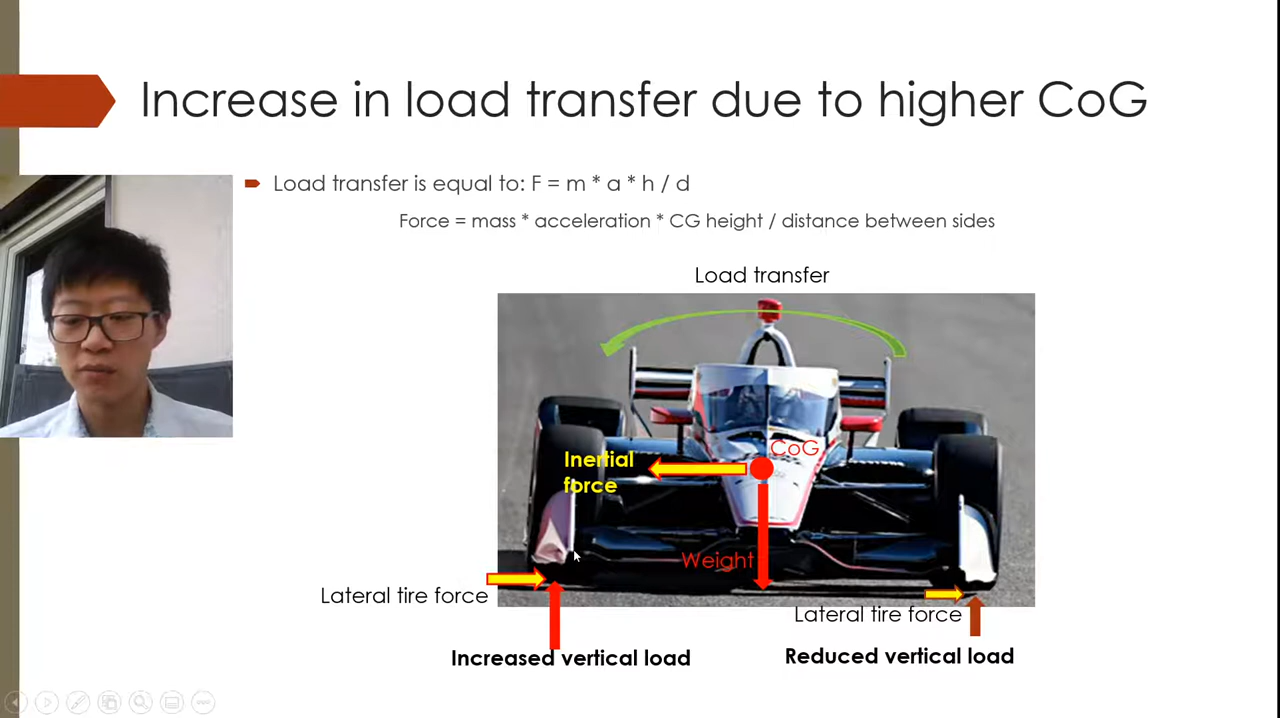 Increase in load transfer due to higher CoG
Load transfer is equal to: F = m * a * h / d
Force = mass * acceleration * CG height / distance between sides
Load transfer
CoG
Inertial
force
Weight
Lateral tire force
Lateral tire force
Increased vertical load
Reduced vertical load